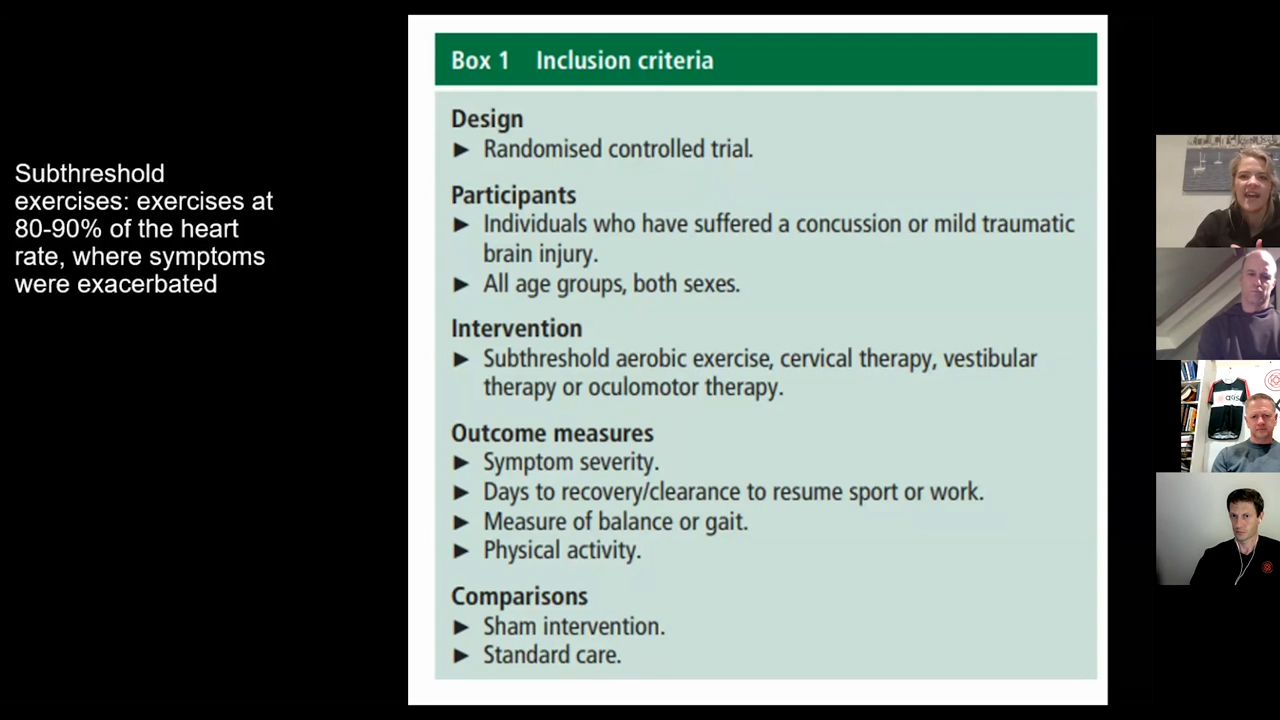 Subthreshold
exercises: exercises at
80-90% of the heart
rate, where symptoms
were exacerbated
Box 1 Inclusion criteria
Design
► Randomised controlled trial.
Participants
► Individuals who have suffered a concussion or mild traumatic
brain injury.
► All age groups, both sexes.
Intervention
► Subthreshold aerobic exercise, cervical therapy, vestibular
therapy or oculomotor therapy.
Outcome measures
► Symptom severity.
► Days to recovery/clearance to resume sport or work.
► Measure of balance or gait.
► Physical activity.
Comparisons
► Sham intervention.
► Standard care.